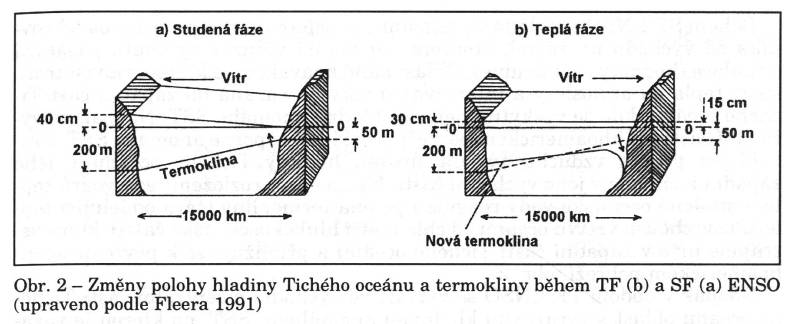 a) Studená fáze
b) Teplá fáze
Vítr
Vítr
40 cm
0
0
50 m
200 m
Termoklina
15000 km
30 cm
0
0
15 cm
50 m
200 m
15000 km
Nová termoklina
Obr. 2 – Změny polohy hladiny Tichého oceánu a termokliny během TF (b) a SF (a) ENSO
(upraveno podle Fleera 1991)